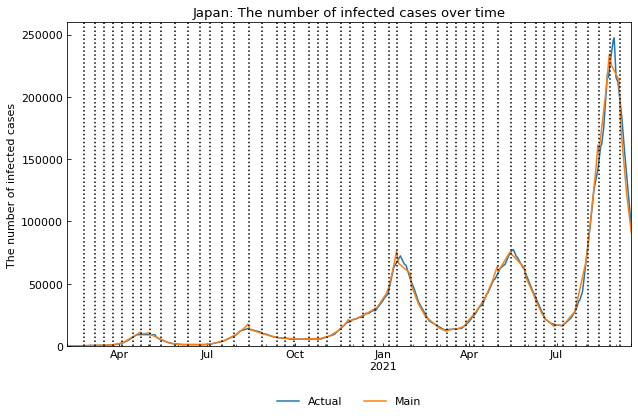 Japan: The number of infected cases over time
250000
200000
150000
100000
50000
0
The number of infected cases
Apr Jul Oct Jan Apr Jul
2021
Actual Main